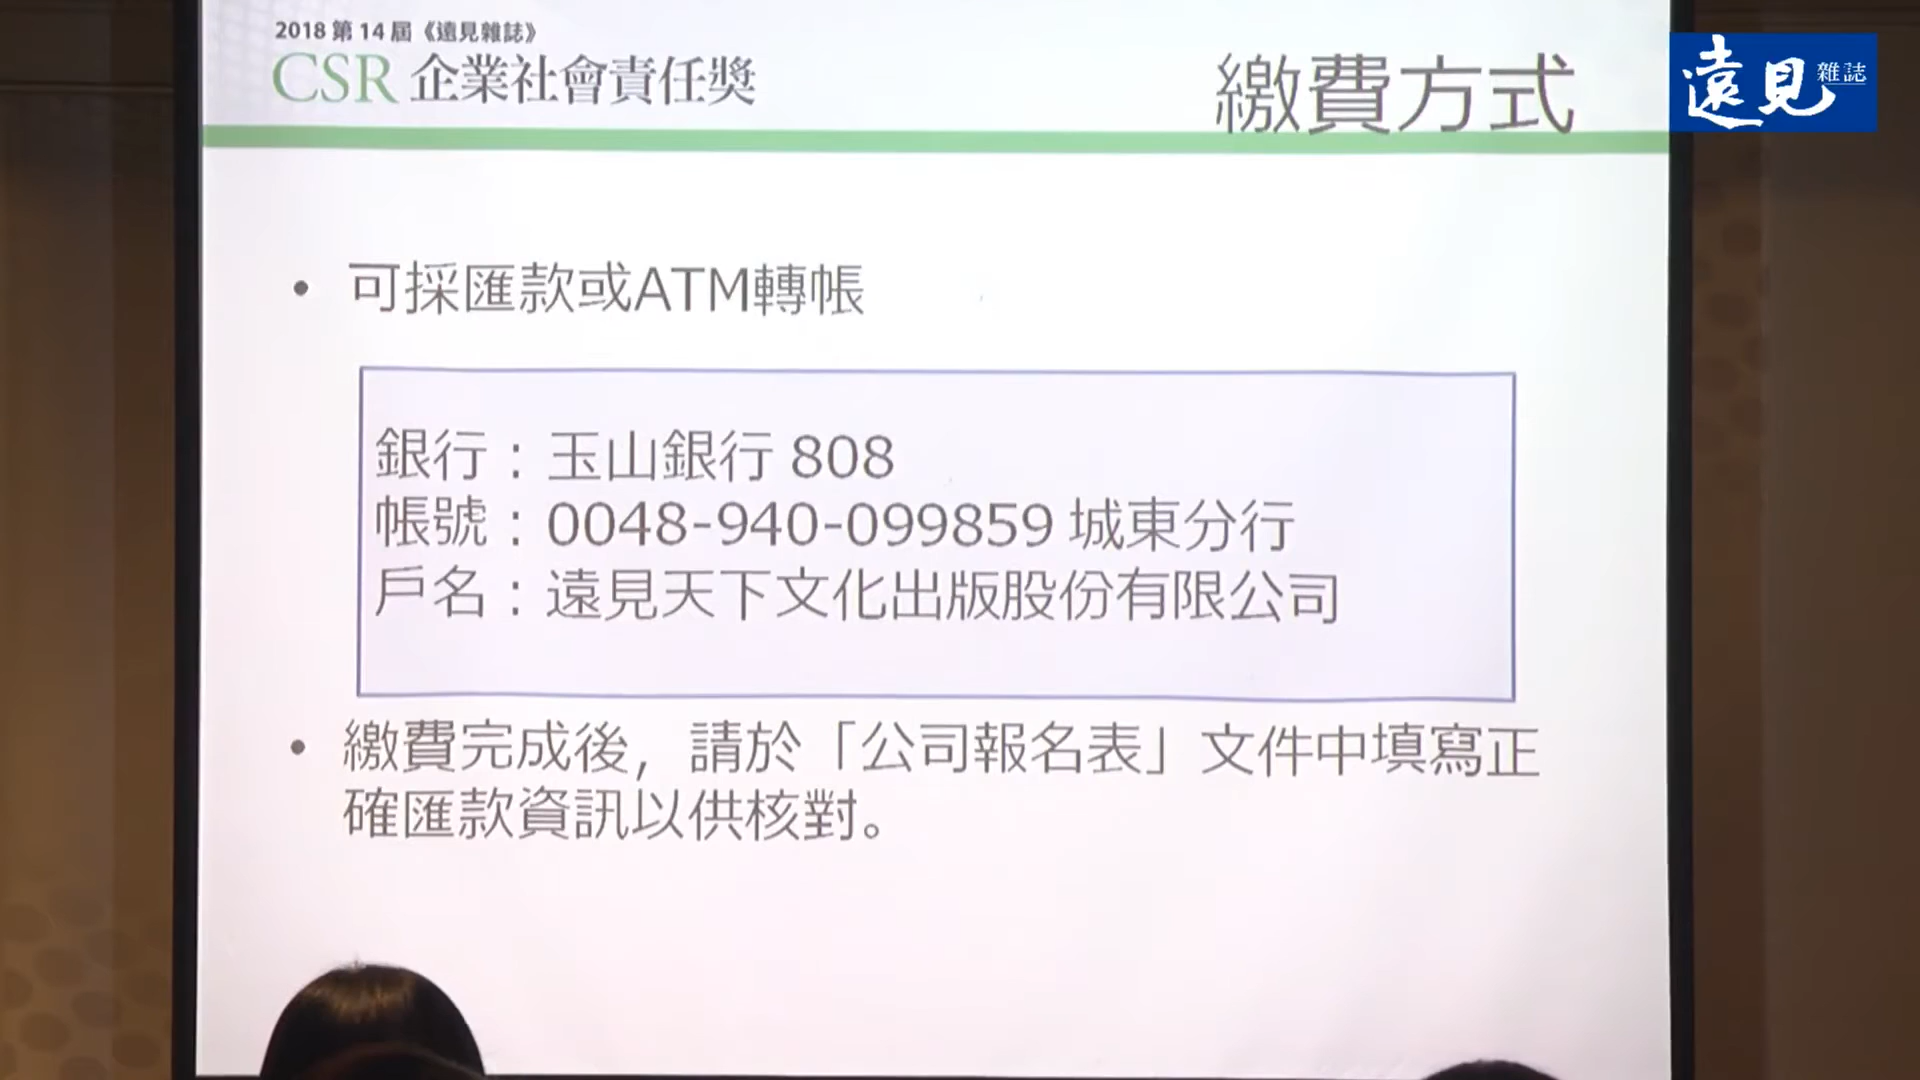 2018 第 14 屆《遠見雜誌》
CSR 企業社會責任獎
繳費方式
遠見 雜誌
• 可採匯款或ATM轉帳
銀行：玉山銀行 808
帳號：0048-940-099859 城東分行
戶名：遠見天下文化出版股份有限公司
• 繳費完成後，請於「公司報名表」文件中填寫正
確匯款資訊以供核對。